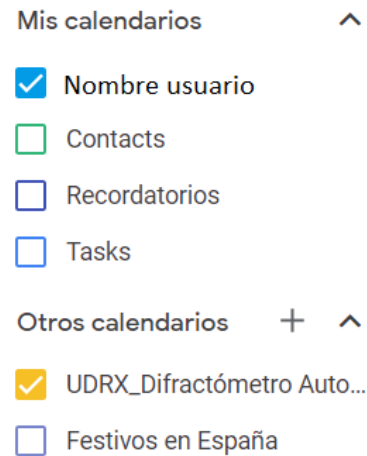 Mis calendarios
Nombre usuario
Contacts
Recordatorios
Tasks
Otros calendarios
UDRX_Difractómetro Auto...
Festivos en España